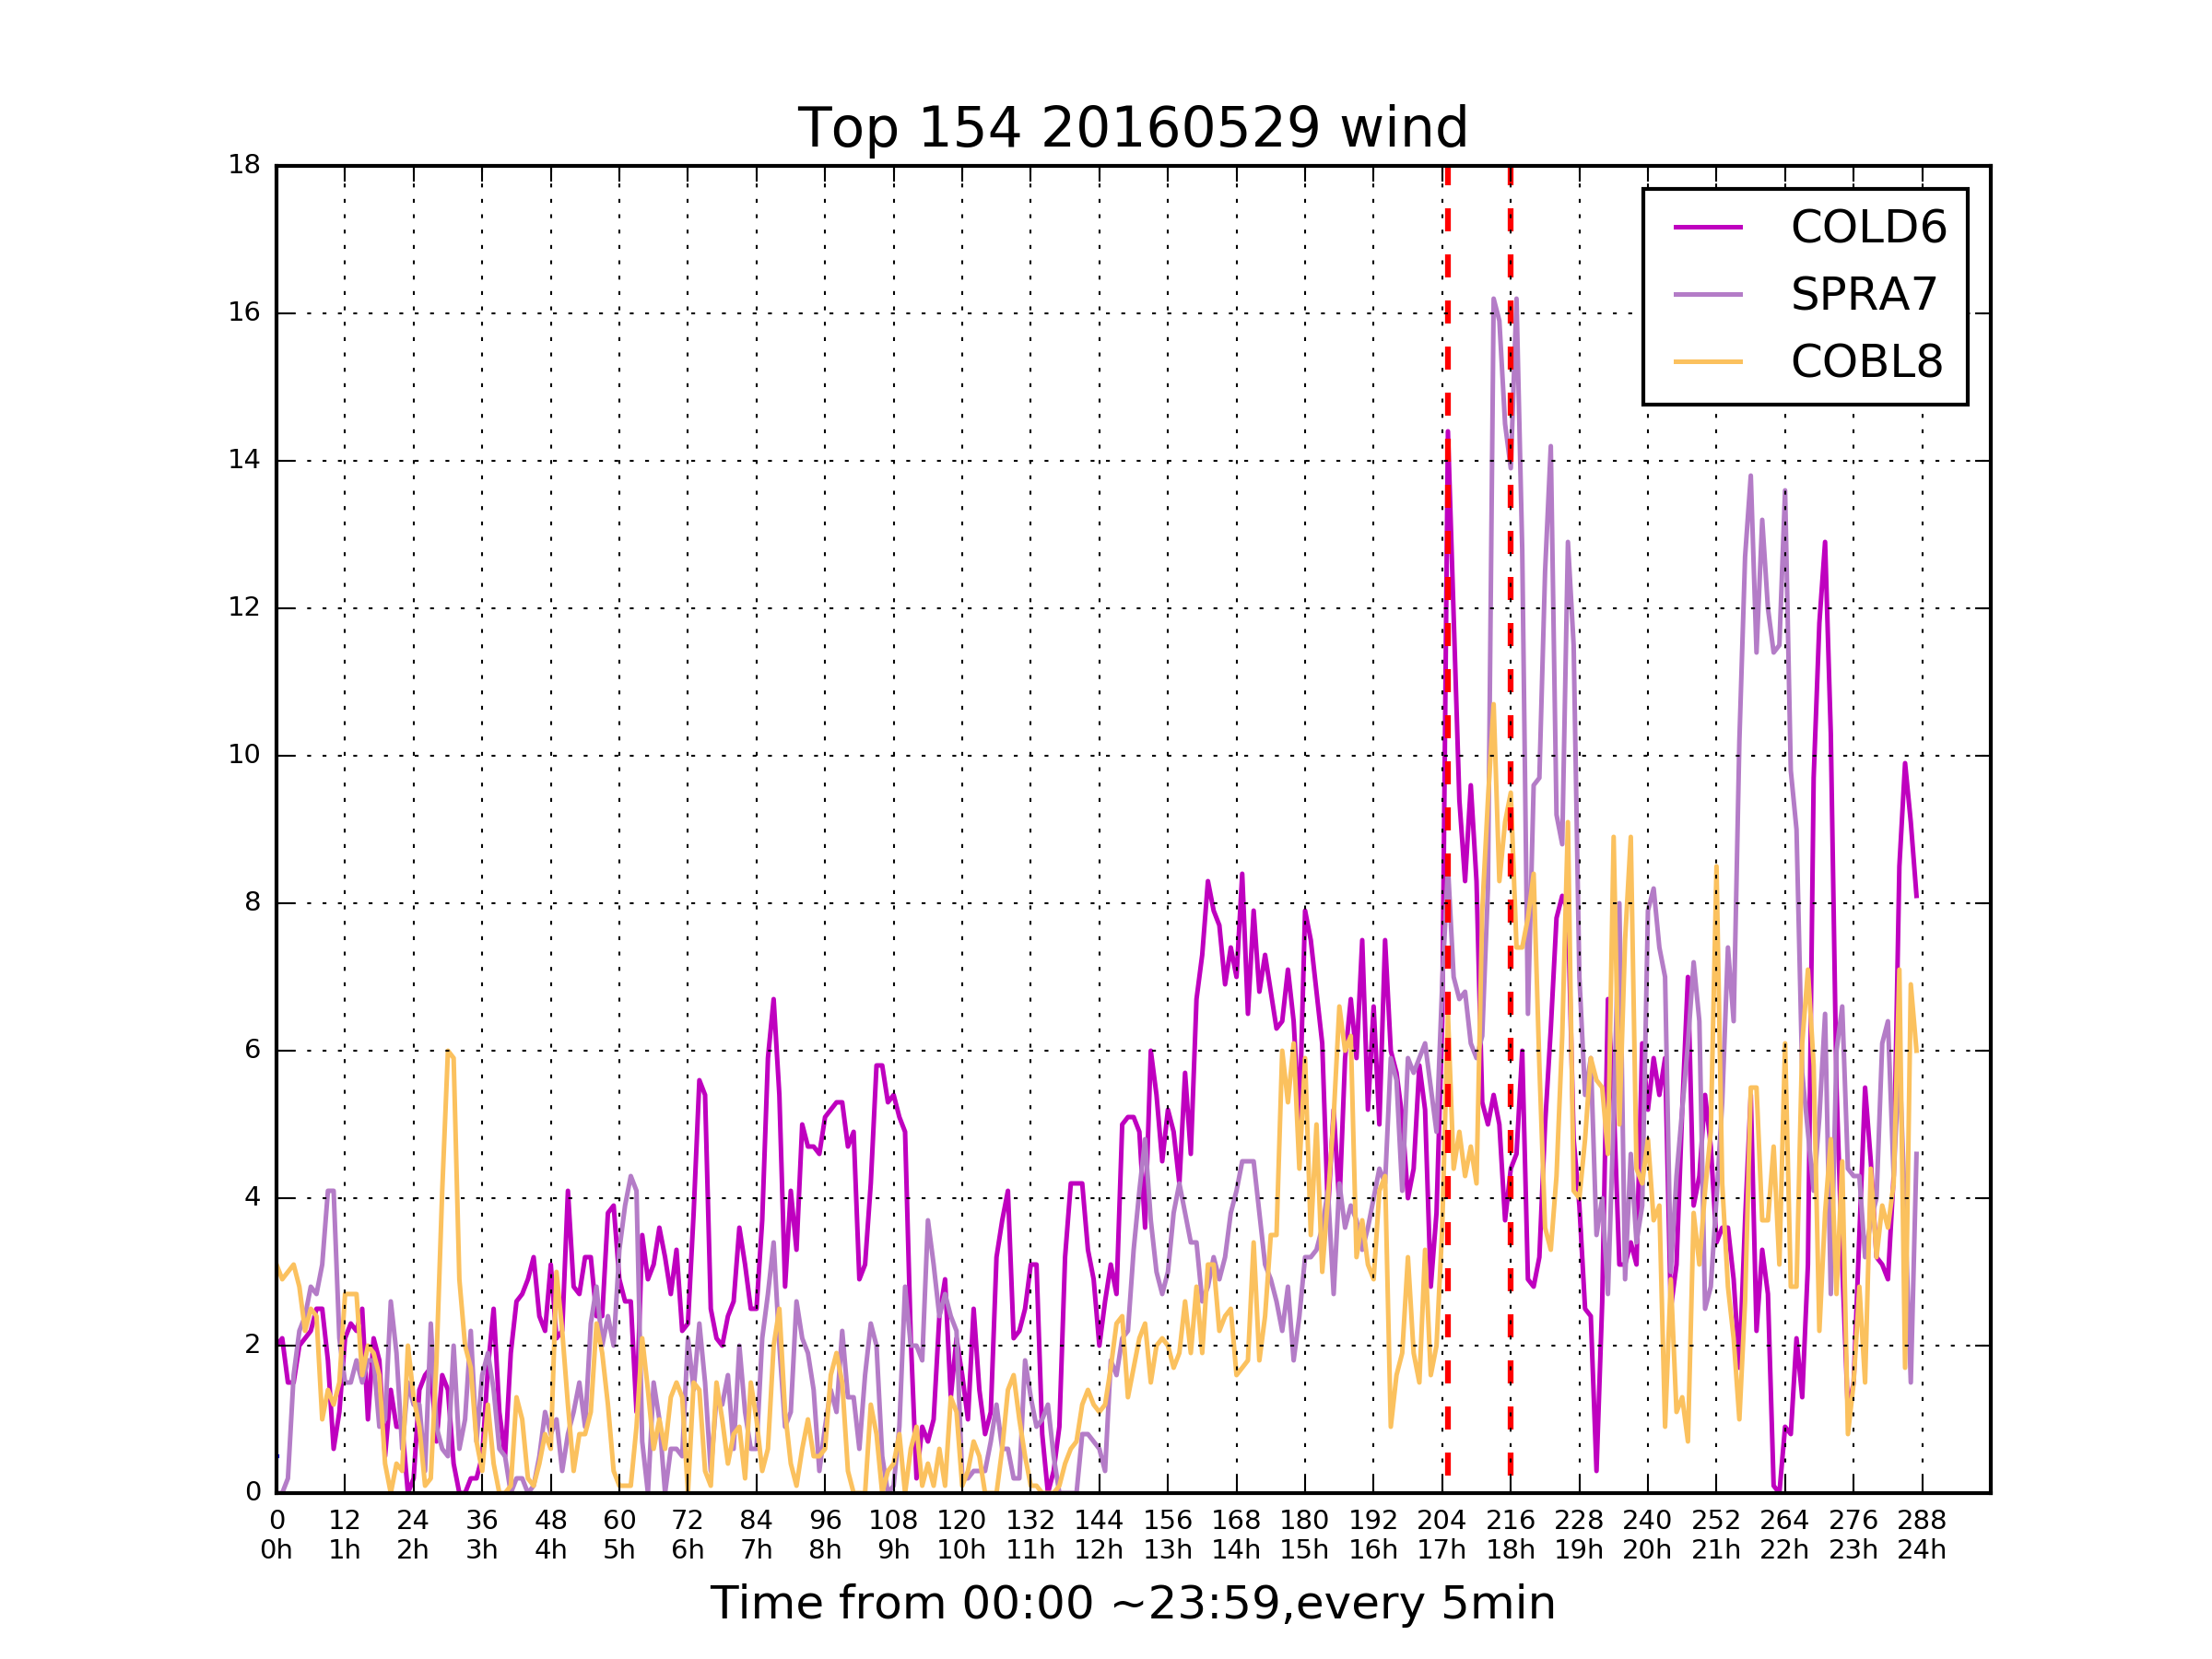 Top 154 20160529 wind
18
16
14
12
10
8
6
4
2
0
COLD6
SPRA7
COBL8
0 12 24 36 48 60 72 84 96 108 120 132 144 156 168 180 192 204 216 228 240 252 264 276 288
0h 1h 2h 3h 4h 5h 6h 7h 8h 9h 10h 11h 12h 13h 14h 15h 16h 17h 18h 19h 20h 21h 22h 23h 24h
Time from 00:00 ~23:59,every 5min